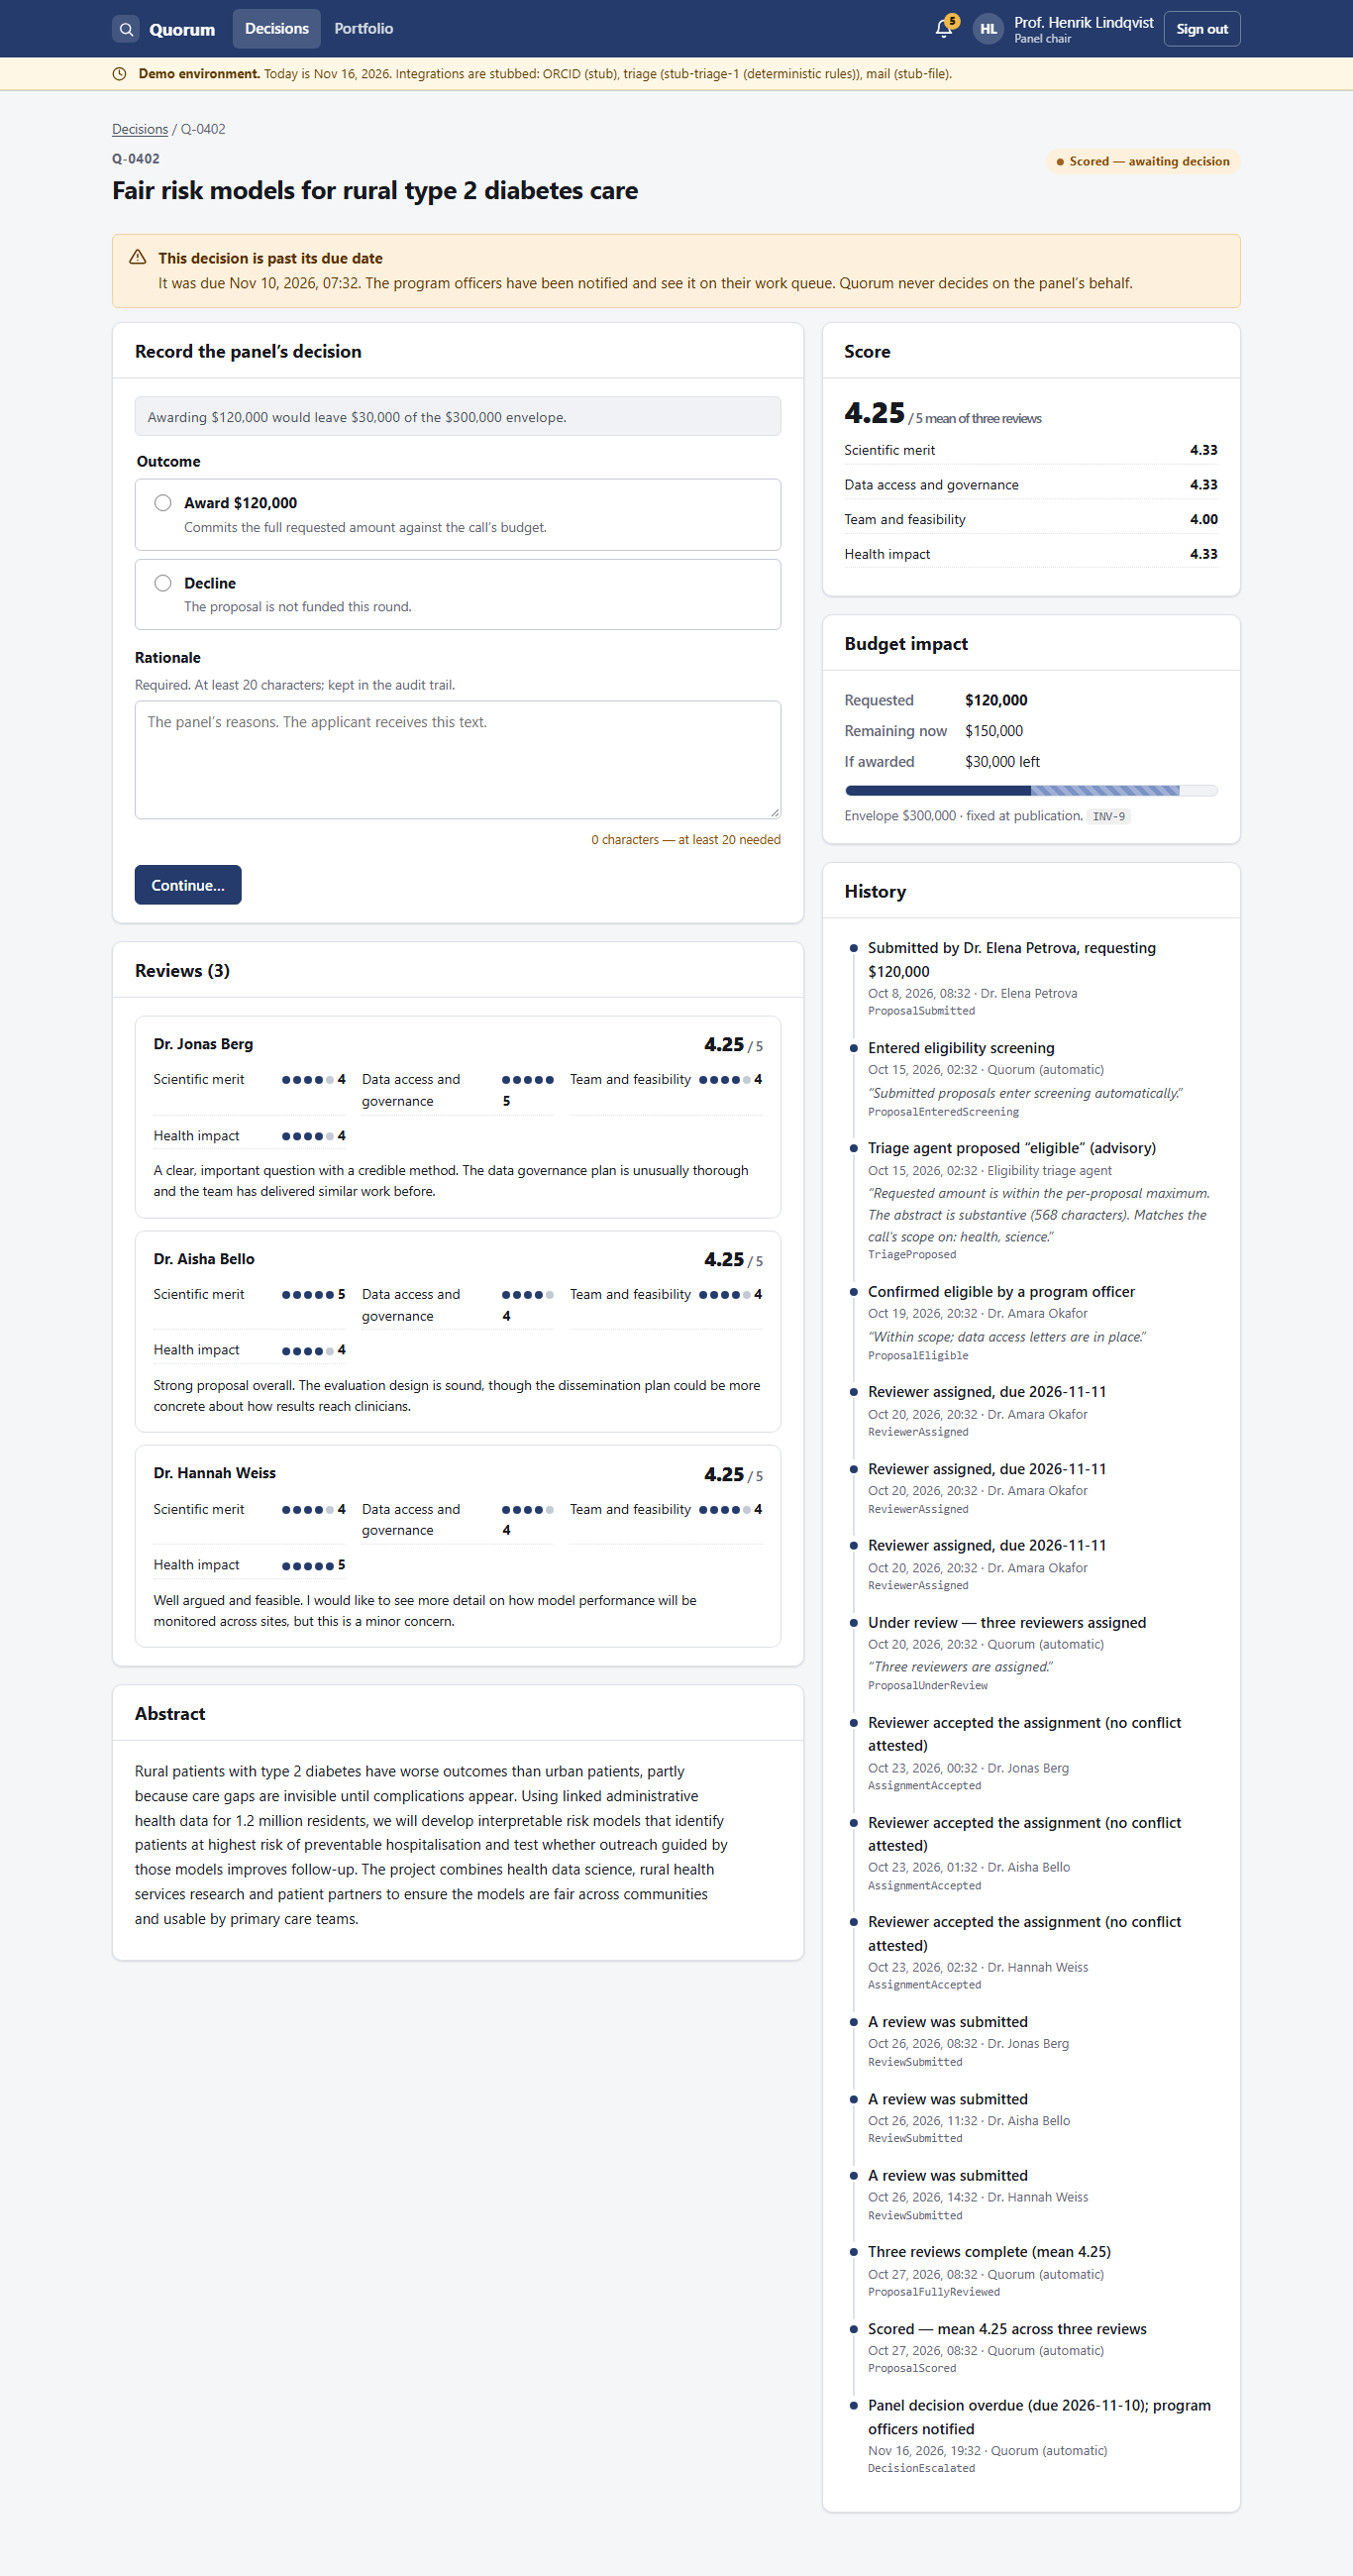 Quorum
Decisions
Portfolio
5
HL
Prof. Henrik Lindqvist
Panel chair
Sign out
Demo environment. Today is Nov 16, 2026. Integrations are stubbed: ORCID (stub), triage (stub-triage-1 (deterministic rules)), mail (stub-file).
Decisions / Q-0402
Q-0402
Scored — awaiting decision
Fair risk models for rural type 2 diabetes care
This decision is past its due date
It was due Nov 10, 2026, 07:32. The program officers have been notified and see it on their work queue. Quorum never decides on the panel's behalf.
Record the panel's decision
Awarding $120,000 would leave $30,000 of the $300,000 envelope.
Outcome
Award $120,000
Commits the full requested amount against the call's budget.
Decline
The proposal is not funded this round.
Rationale
Required. At least 20 characters; kept in the audit trail.
The panel's reasons. The applicant receives this text.
0 characters — at least 20 needed
Continue…
Reviews (3)
Dr. Jonas Berg
4.25 / 5
Scientific merit 4
Data access and governance 5
Team and feasibility 4
Health impact 4
A clear, important question with a credible method. The data governance plan is unusually thorough
and the team has delivered similar work before.
Dr. Aisha Bello
4.25 / 5
Scientific merit 5
Data access and governance 4
Team and feasibility 4
Health impact 4
Strong proposal overall. The evaluation design is sound, though the dissemination plan could be more
concrete about how results reach clinicians.
Dr. Hannah Weiss
4.25 / 5
Scientific merit 4
Data access and governance 4
Team and feasibility 4
Health impact 5
Well argued and feasible. I would like to see more detail on how model performance will be
monitored across sites, but this is a minor concern.
Abstract
Rural patients with type 2 diabetes have worse outcomes than urban patients, partly
because care gaps are invisible until complications appear. Using linked administrative
health data for 1.2 million residents, we will develop interpretable risk models that identify
patients at highest risk of preventable hospitalisation and test whether outreach guided by
those models improves follow-up. The project combines health data science, rural health
services research and patient partners to ensure the models are fair across communities
and usable by primary care teams.
Score
4.25 / 5 mean of three reviews
Scientific merit 4.33
Data access and governance 4.33
Team and feasibility 4.00
Health impact 4.33
Budget impact
Requested $120,000
Remaining now $150,000
If awarded $30,000 left
Envelope $300,000 · fixed at publication. INV-9
History
Submitted by Dr. Elena Petrova, requesting
$120,000
Oct 8, 2026, 08:32 · Dr. Elena Petrova
ProposalSubmitted
Entered eligibility screening
Oct 15, 2026, 02:32 · Quorum (automatic)
“Submitted proposals enter screening automatically.”
ProposalEnteredScreening
Triage agent proposed “eligible” (advisory)
Oct 15, 2026, 02:32 · Eligibility triage agent
“Requested amount is within the per-proposal maximum.
The abstract is substantive (568 characters). Matches the
call's scope on: health, science.”
TriageProposed
Confirmed eligible by a program officer
Oct 19, 2026, 20:32 · Dr. Amara Okafor
“Within scope; data access letters are in place.”
ProposalEligible
Reviewer assigned, due 2026-11-11
Oct 20, 2026, 20:32 · Dr. Amara Okafor
ReviewerAssigned
Reviewer assigned, due 2026-11-11
Oct 20, 2026, 20:32 · Dr. Amara Okafor
ReviewerAssigned
Reviewer assigned, due 2026-11-11
Oct 20, 2026, 20:32 · Dr. Amara Okafor
ReviewerAssigned
Under review — three reviewers assigned
Oct 20, 2026, 20:32 · Quorum (automatic)
“Three reviewers are assigned.”
ProposalUnderReview
Reviewer accepted the assignment (no conflict
attested)
Oct 23, 2026, 00:32 · Dr. Jonas Berg
AssignmentAccepted
Reviewer accepted the assignment (no conflict
attested)
Oct 23, 2026, 01:32 · Dr. Aisha Bello
AssignmentAccepted
Reviewer accepted the assignment (no conflict
attested)
Oct 23, 2026, 02:32 · Dr. Hannah Weiss
AssignmentAccepted
A review was submitted
Oct 26, 2026, 08:32 · Dr. Jonas Berg
ReviewSubmitted
A review was submitted
Oct 26, 2026, 11:32 · Dr. Aisha Bello
ReviewSubmitted
A review was submitted
Oct 26, 2026, 14:32 · Dr. Hannah Weiss
ReviewSubmitted
Three reviews complete (mean 4.25)
Oct 27, 2026, 08:32 · Quorum (automatic)
ProposalFullyReviewed
Scored — mean 4.25 across three reviews
Oct 27, 2026, 08:32 · Quorum (automatic)
ProposalScored
Panel decision overdue (due 2026-11-10); program
officers notified
Nov 16, 2026, 19:32 · Quorum (automatic)
DecisionEscalated